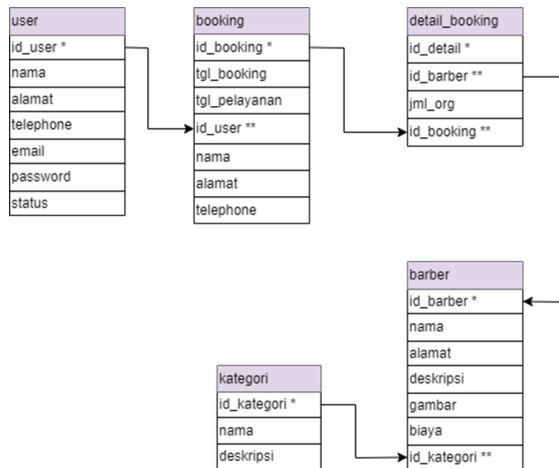 user
id_user *
nama
alamat
telephone
email
password
status
booking
id_booking *
tgl_booking
tgl_pelayanan
id_user **
nama
alamat
telephone
detail_booking
id_detail *
id_barber **
jml_org
id_booking **
kategori
id_kategori *
nama
deskripsi
barber
id_barber *
nama
alamat
deskripsi
gambar
biaya
id_kategori **